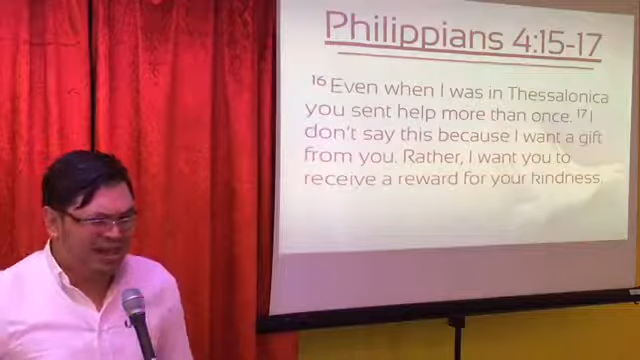 Philippians 4:15-17
16 Even when I was in Thessalonica
you sent help more than once. 17 I
don't say this because I want a gift
from you. Rather, I want you to
receive a reward for your kindness.